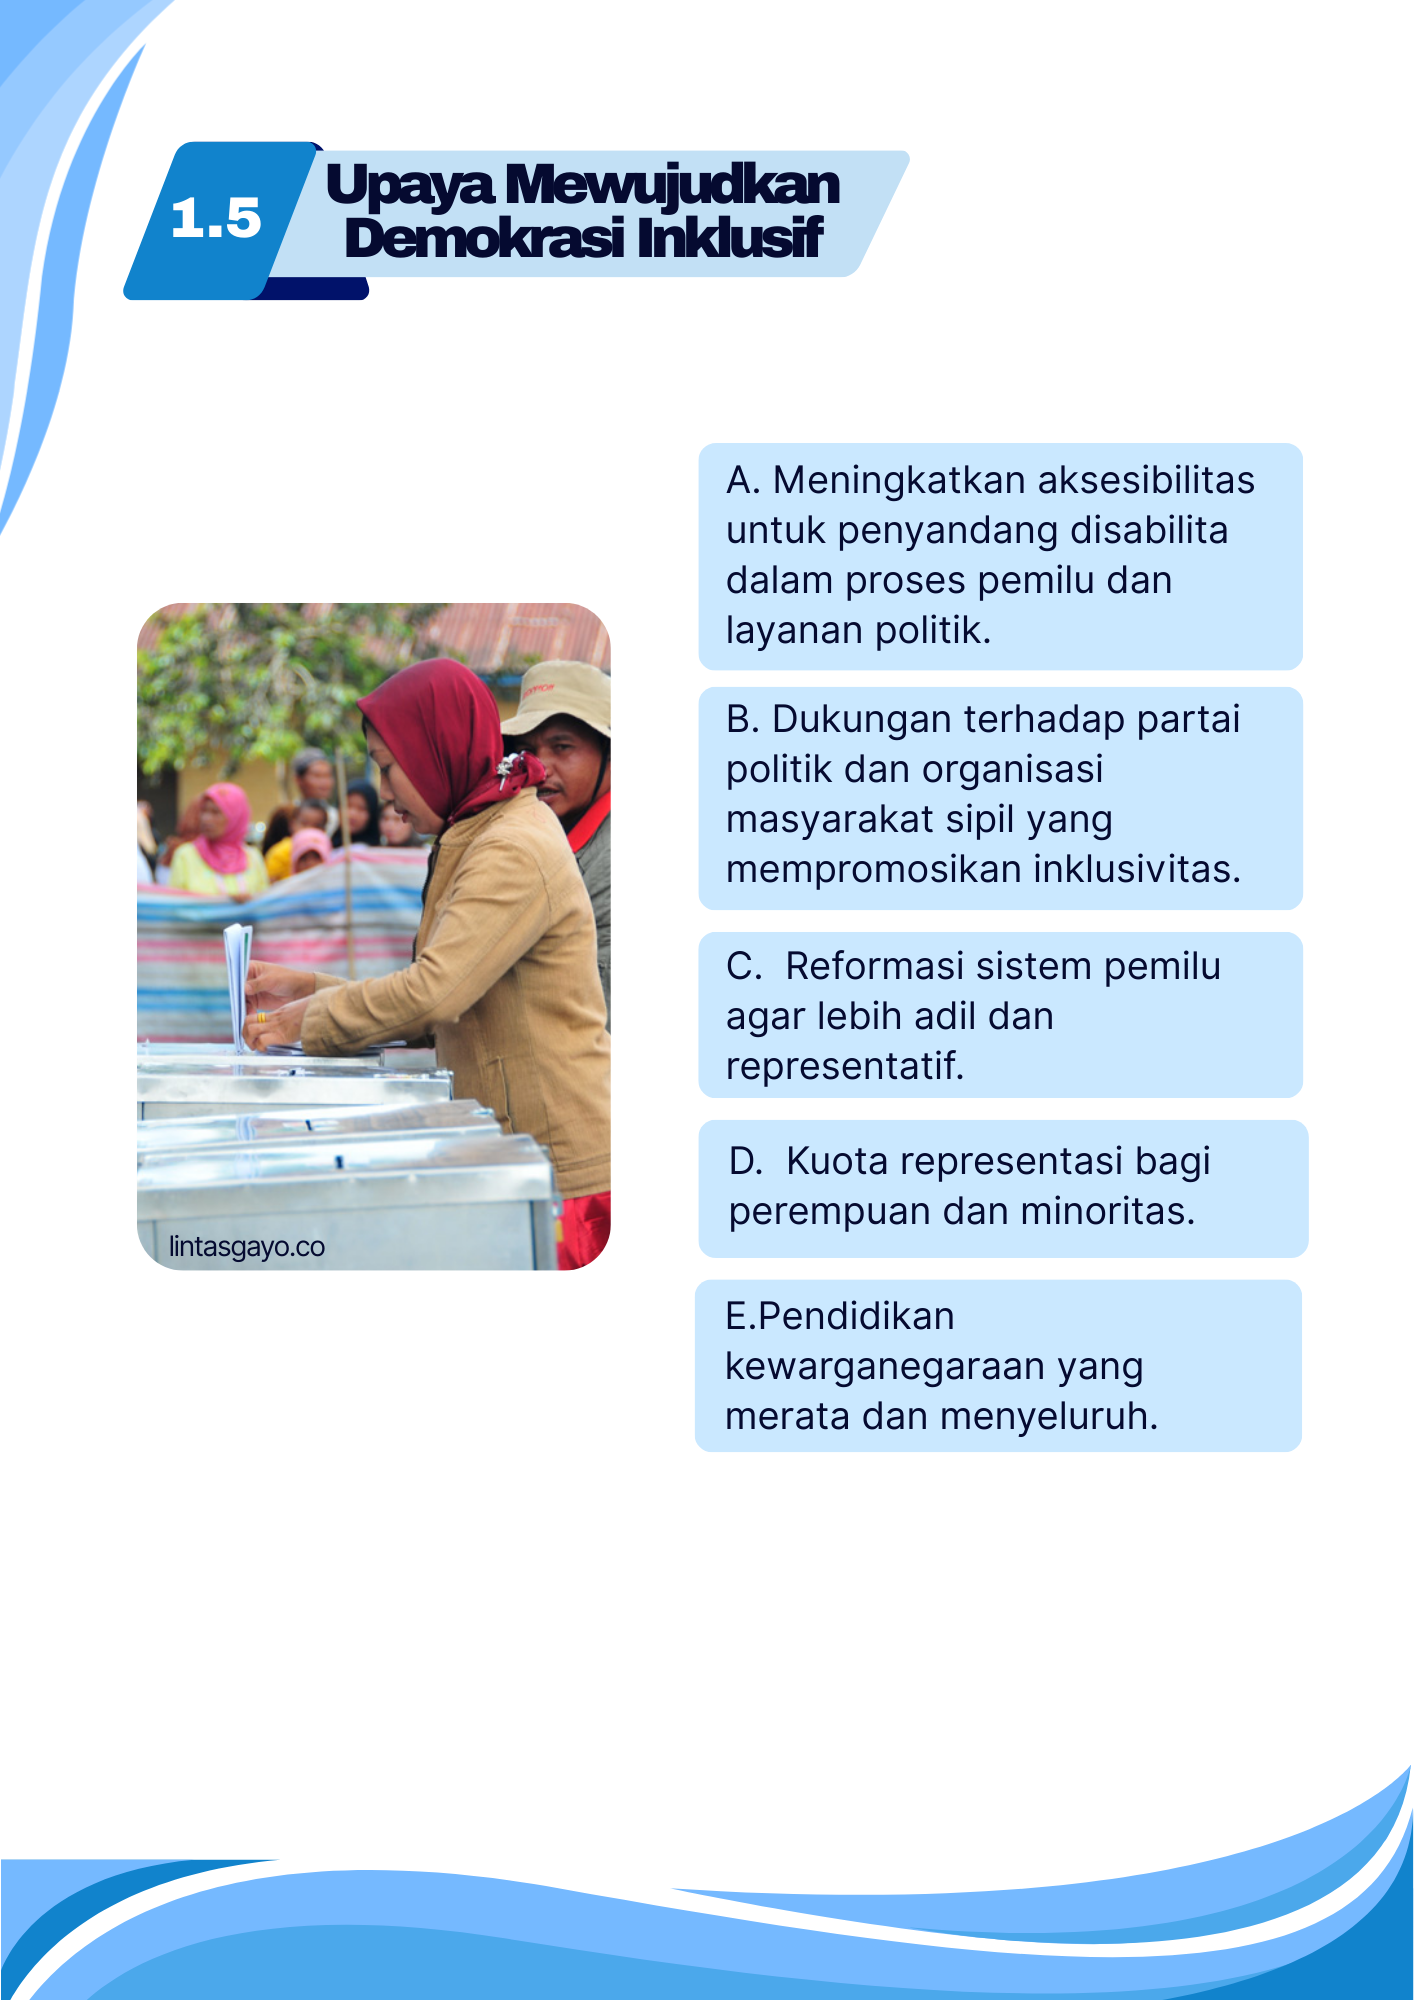 1.5
Upaya Mewujudkan
Demokrasi Inklusif
A. Meningkatkan aksesibilitas
untuk penyandang disabilita
dalam proses pemilu dan
layanan politik.
B. Dukungan terhadap partai
politik dan organisasi
masyarakat sipil yang
mempromosikan inklusivitas.
C.  Reformasi sistem pemilu
agar lebih adil dan
representatif.
D.  Kuota representasi bagi
perempuan dan minoritas.
E.Pendidikan
kewarganegaraan yang
merata dan menyeluruh.
lintasgayo.co